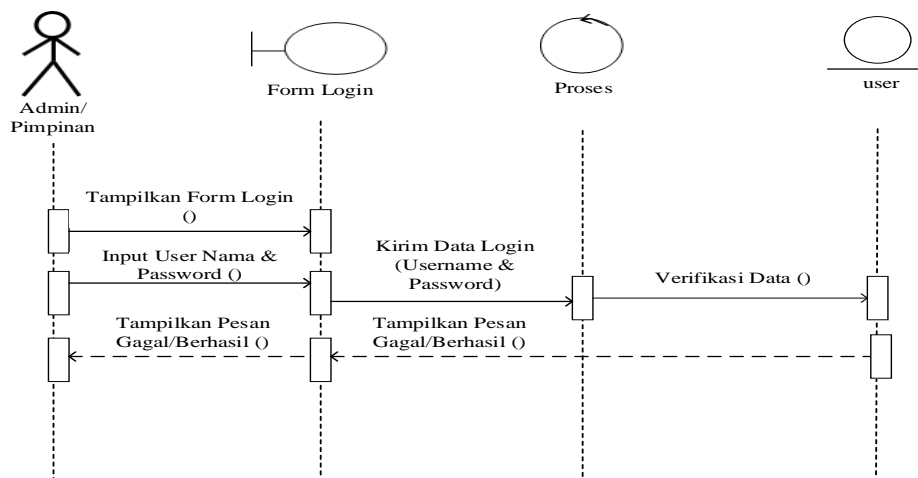 Admin/
Pimpinan
Form Login
Proses
user
Tampilkan Form Login
()
Input User Nama &
Password ()
Kirim Data Login
(Username &
Password)
Verifikasi Data ()
Tampilkan Pesan
Gagal/Berhasil ()
Tampilkan Pesan
Gagal/Berhasil ()